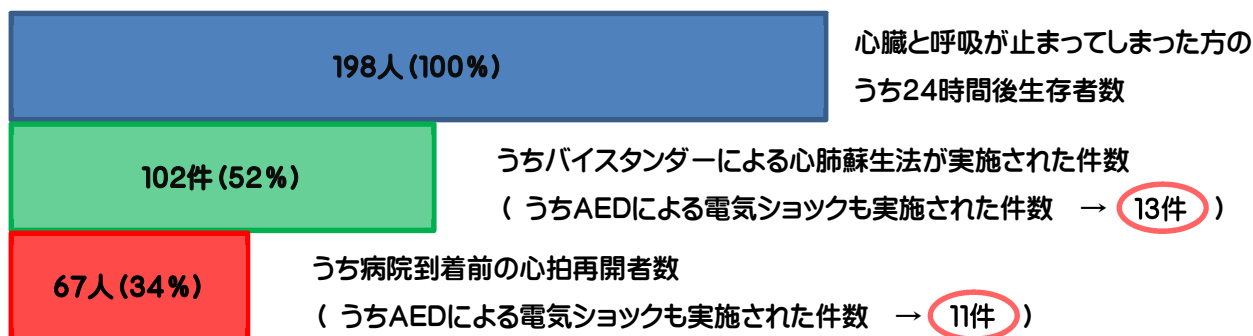 198人(100%)
心臓と呼吸が止まってしまった方の
うち24時間後生存者数
102件(52%)
うちバイスタンダーによる心肺蘇生法が実施された件数
( うちAEDによる電気ショックも実施された件数 → 13件 )
67人(34%)
うち病院到着前の心拍再開者数
( うちAEDによる電気ショックも実施された件数 → 11件 )